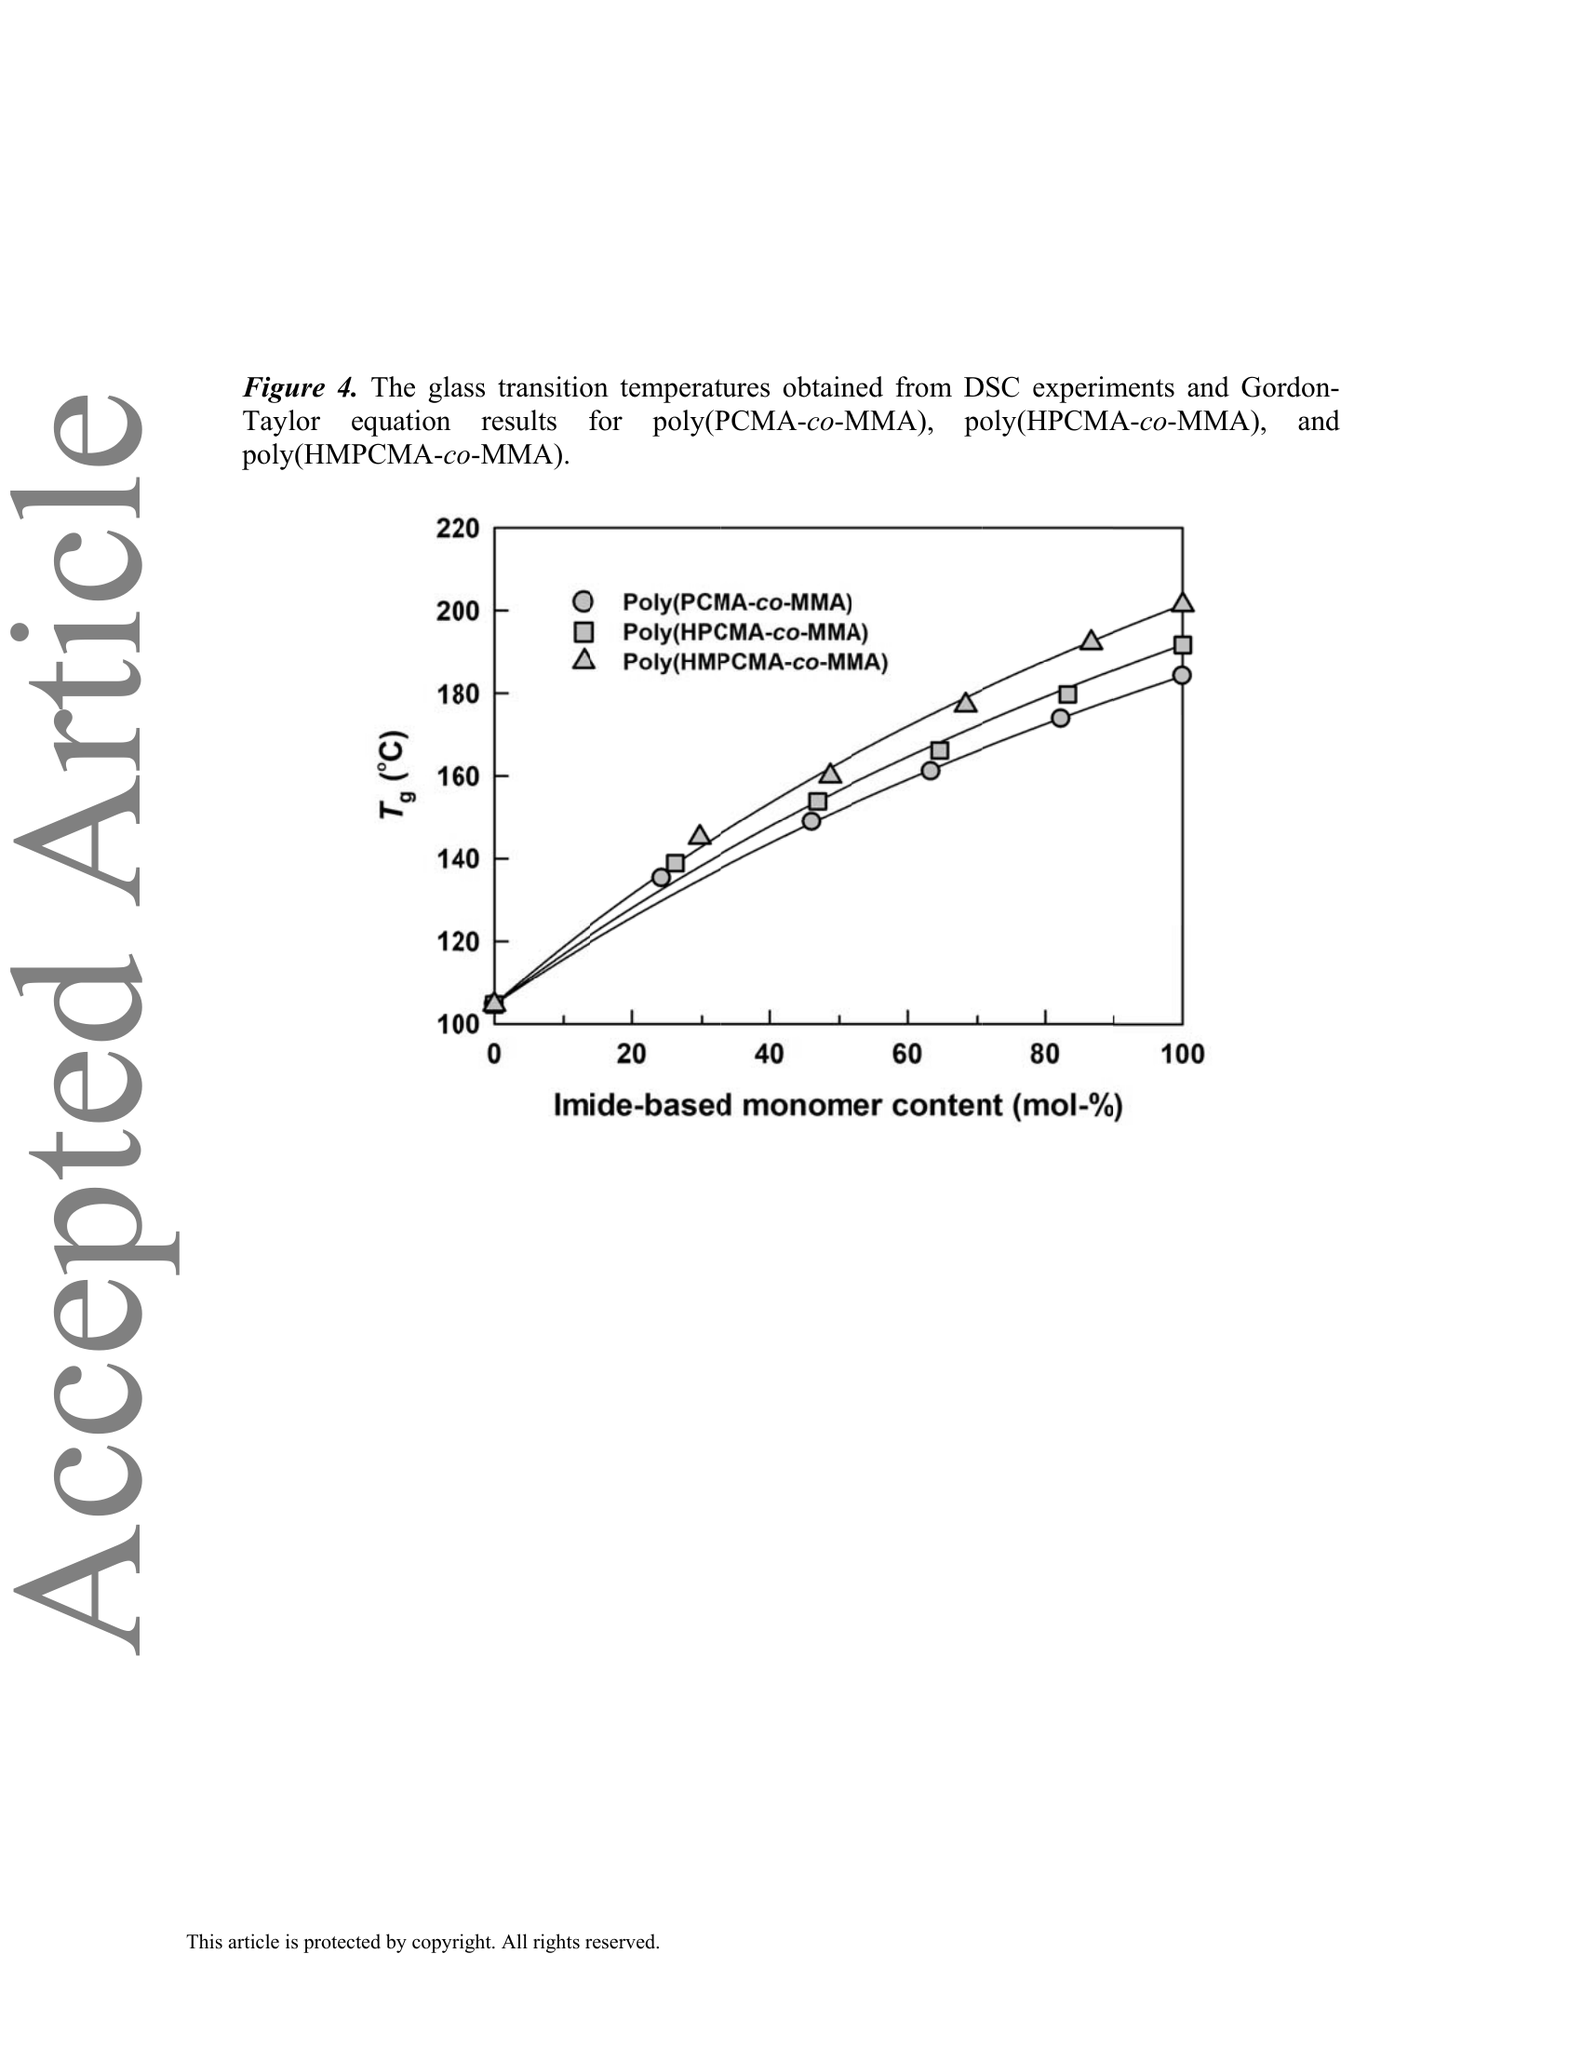 Accepted Article
Figure 4. The glass transition temperatures obtained from DSC experiments and Gordon-
Taylor equation results for poly(PCMA-co-MMA), poly(HPCMA-co-MMA), and
poly(HMPCMA-co-MMA).
220
200
180
160
140
120
100
Tg (°C)
Poly(PCMA-co-MMA)
Poly(HPCMA-co-MMA)
Poly(HMPCMA-co-MMA)
0 20 40 60 80 100
Imide-based monomer content (mol-%)
This article is protected by copyright. All rights reserved.